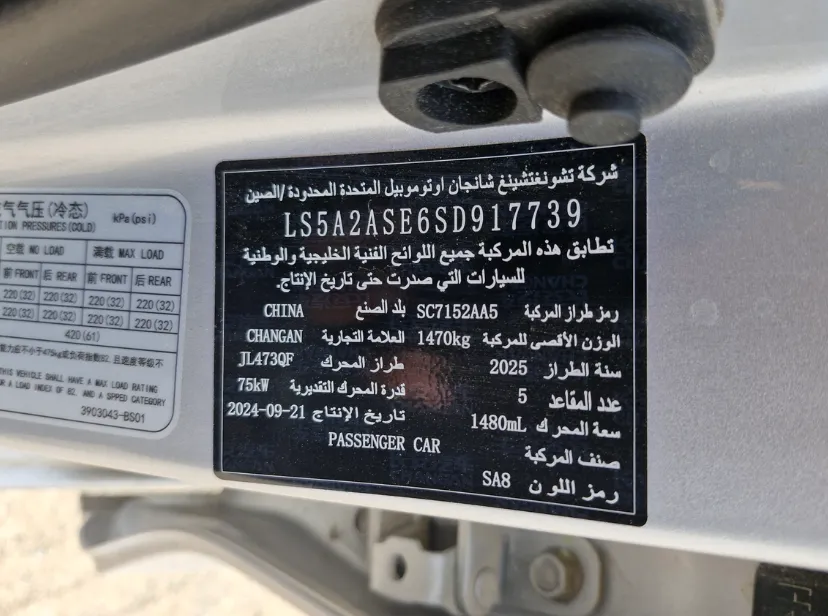 شركة تشونغتشينغ شانجان اوتوموبيل المتحدة المحدودة /الصين
LS5A2ASE6SD917739
تطابق هذه المركبة جميع اللوائح الفنية الخليجية والوطنية
للسيارات التي صدرت حتى تاريخ الإنتاج.
رمز طراز المركبة SC7152AA5 بلد الصنع CHINA
الوزن الأقصى للمركبة 1470kg العلامة التجارية CHANGAN
سنة الطراز 2025 طراز المحرك JL473QF
عدد المقاعد 5 قدرة المحرك التقديرية 75kW
سعة المحرك 1480mL تاريخ الإنتاج 2024-09-21
صنف المركبة PASSENGER CAR
رمز اللون SA8
气气压(冷态) kPa(psi)
TION PRESSURES(COLD)
空载 NO LOAD 满载 MAX LOAD
前 FRONT 后 REAR 前 FRONT 后 REAR
220(32) 220(32) 220(32) 220(32)
220(32) 220(32) 220(32) 220(32)
420(61)
THIS VEHICLE SHALL HAVE A MAX LOAD RATING
OR A LOAD INDEX OF 82, AND A SPPED CATEGORY
3903043-BS01